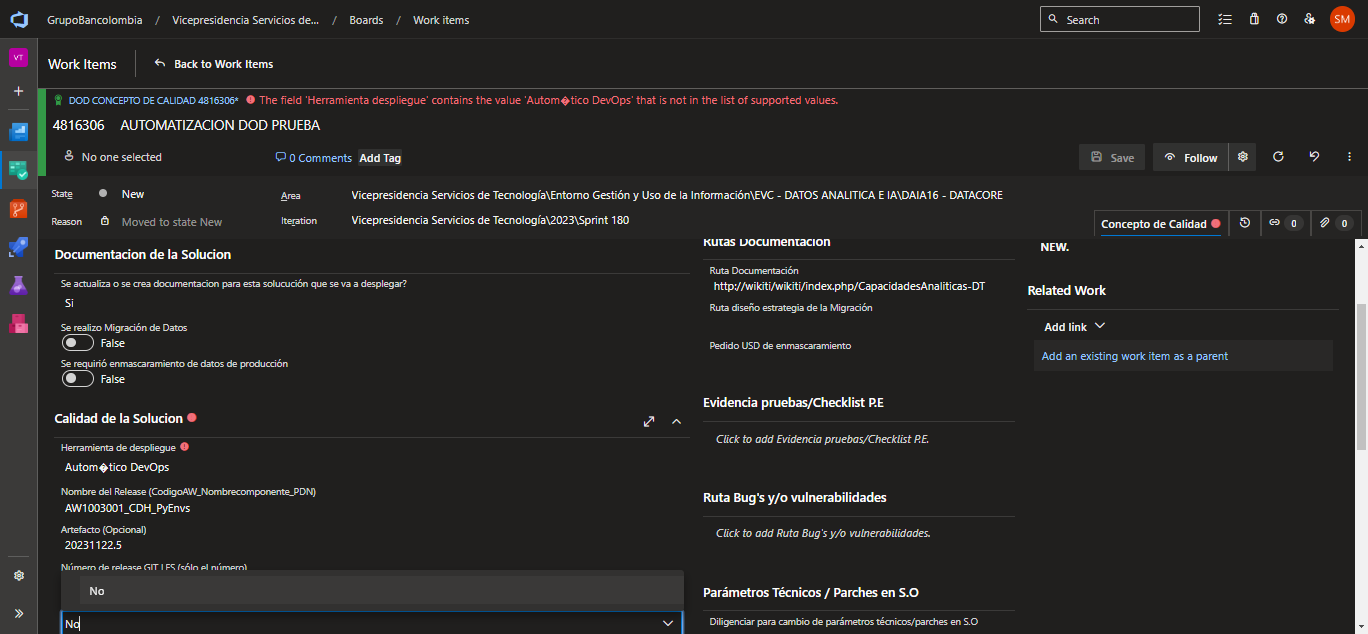 GrupoBancolombia / Vicepresidencia Servicios de... / Boards / Work items
Search
SM
VT
Work Items
Back to Work Items
DOD CONCEPTO DE CALIDAD 4816306* The field 'Herramienta despliegue' contains the value 'Autom�tico DevOps' that is not in the list of supported values.
4816306 AUTOMATIZACION DOD PRUEBA
No one selected
0 Comments
Add Tag
Save
Follow
State New
Area Vicepresidencia Servicios de Tecnología\Entorno Gestión y Uso de la Información\EVC - DATOS ANALITICA E IA\DAIA16 - DATACORE
Reason Moved to state New
Iteration Vicepresidencia Servicios de Tecnología\2023\Sprint 180
Concepto de Calidad
0
0
Documentacion de la Solucion
Se actualiza o se crea documentacion para esta solucución que se va a desplegar?
Si
Se realizo Migración de Datos
False
Se requirió enmascaramiento de datos de producción
False
Calidad de la Solucion
Herramienta de despliegue
Autom�tico DevOps
Nombre del Release (CodigoAW_Nombrecomponente_PDN)
AW1003001_CDH_PyEnvs
Artefacto (Opcional)
20231122.5
Número de release GIT LFS (sólo el número)
No
No
Rutas Documentacion
Ruta Documentación
http://wikiti/wikiti/index.php/CapacidadesAnaliticas-DT
Ruta diseño estrategia de la Migración
Pedido USD de enmascaramiento
Evidencia pruebas/Checklist P.E
Click to add Evidencia pruebas/Checklist P.E.
Ruta Bug's y/o vulnerabilidades
Click to add Ruta Bug's y/o vulnerabilidades.
Parámetros Técnicos / Parches en S.O
Diligenciar para cambio de parámetros técnicos/parches en S.O
NEW.
Related Work
Add link
Add an existing work item as a parent